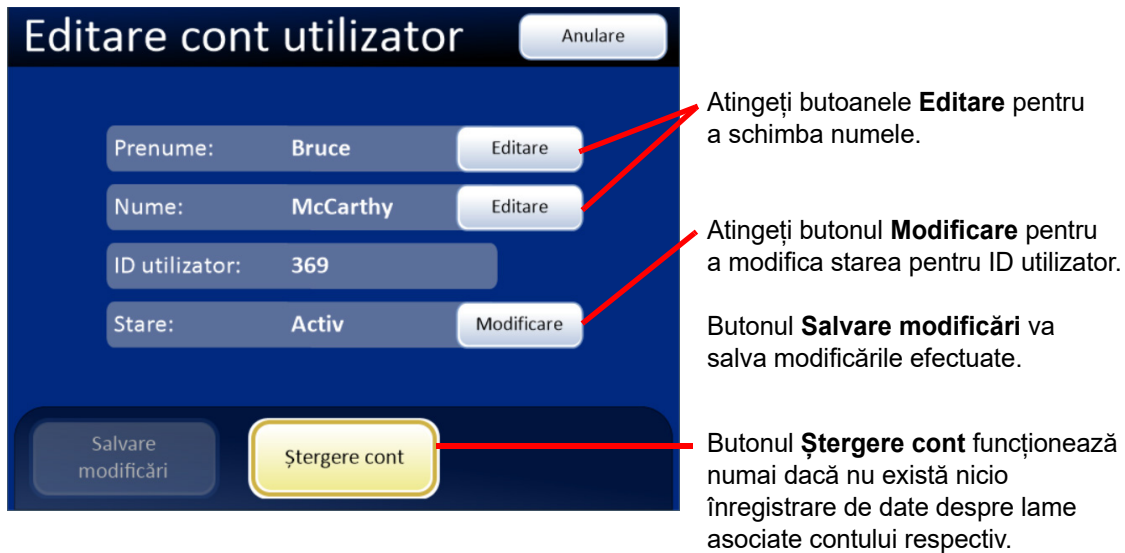 Editare cont utilizator
Anulare
Prenume: Bruce Editare
Nume: McCarthy Editare
ID utilizator: 369
Stare: Activ Modificare
Salvare
modificări
Ștergere cont
Atingeți butoanele Editare pentru
a schimba numele.
Atingeți butonul Modificare pentru
a modifica starea pentru ID utilizator.
Butonul Salvare modificări va
salva modificările efectuate.
Butonul Ștergere cont funcționează
numai dacă nu există nicio
înregistrare de date despre lame
asociate contului respectiv.